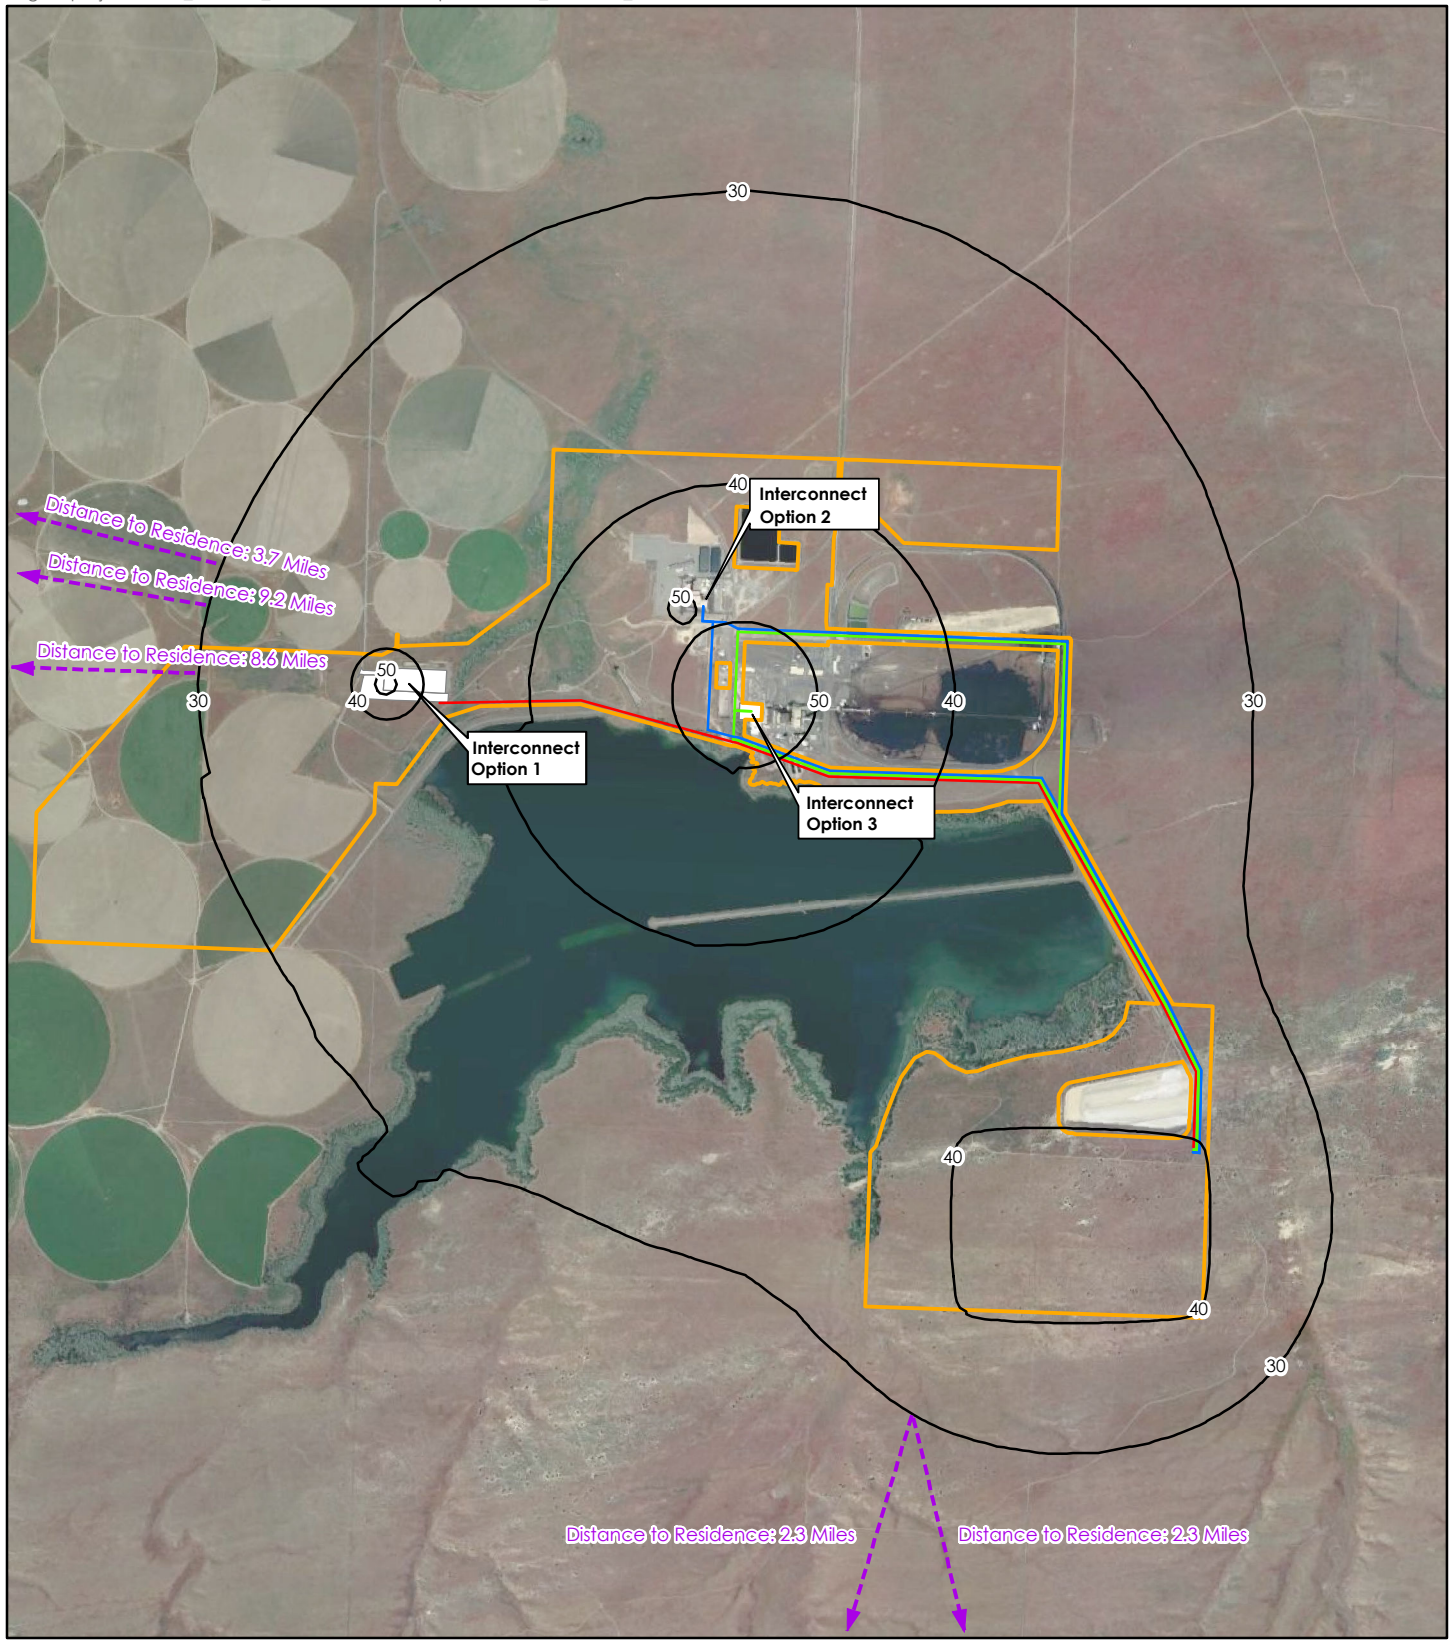 30
40
Interconnect
Option 2
Distance to Residence: 3.7 Miles
Distance to Residence: 9.2 Miles
50
Distance to Residence: 8.6 Miles
50
30
40
50
40
30
Interconnect
Option 1
Interconnect
Option 3
40
40
30
Distance to Residence: 2.3 Miles
Distance to Residence: 2.3 Miles